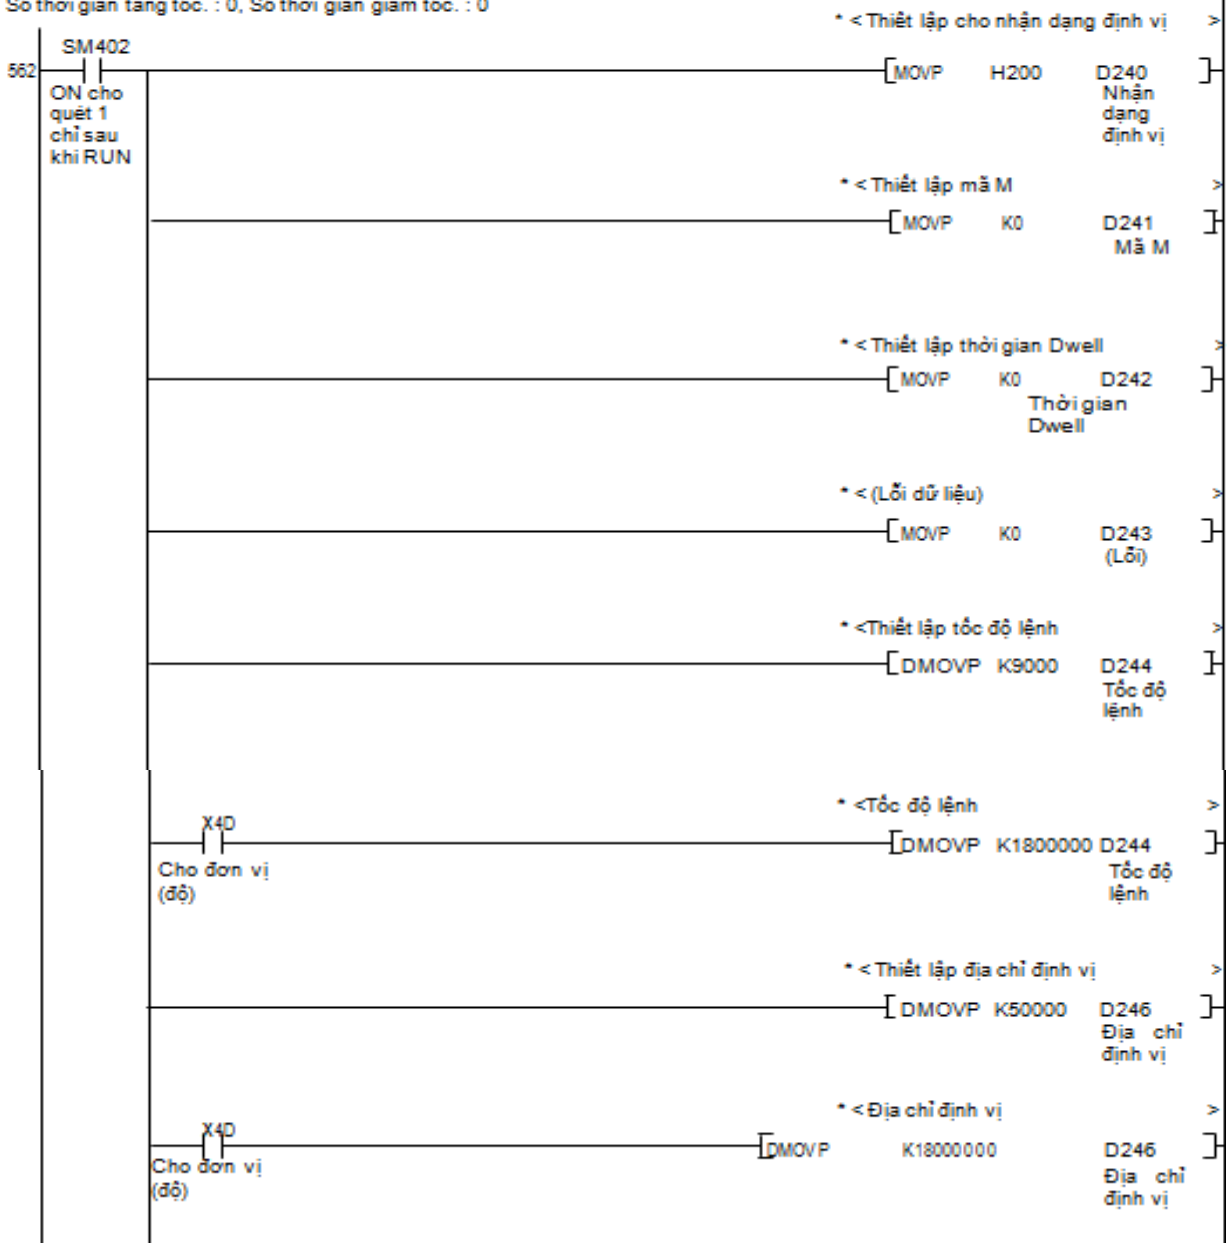 Số thời gian tăng tốc. : 0, Số thời gian giảm tốc. : 0
* < Thiết lập cho nhận dạng định vị >
SM402
562
MOVP H200 D240
ON cho
quét 1
chỉ sau
khi RUN
Nhận
dạng
định vị
* < Thiết lập mã M >
MOVP K0 D241
Mã M
* < Thiết lập thời gian Dwell >
MOVP K0 D242
Thời gian
Dwell
* < (Lỗi dữ liệu) >
MOVP K0 D243
(Lỗi)
* <Thiết lập tốc độ lệnh >
DMOVP K9000 D244
Tốc độ
lệnh
* <Tốc độ lệnh >
X4D
DMOVP K1800000 D244
Cho đơn vị
(độ)
Tốc độ
lệnh
* < Thiết lập địa chỉ định vị >
DMOVP K50000 D246
Địa chỉ
định vị
* < Địa chỉ định vị >
X4D
DMOVP K18000000 D246
Cho đơn vị
(độ)
Địa chỉ
định vị